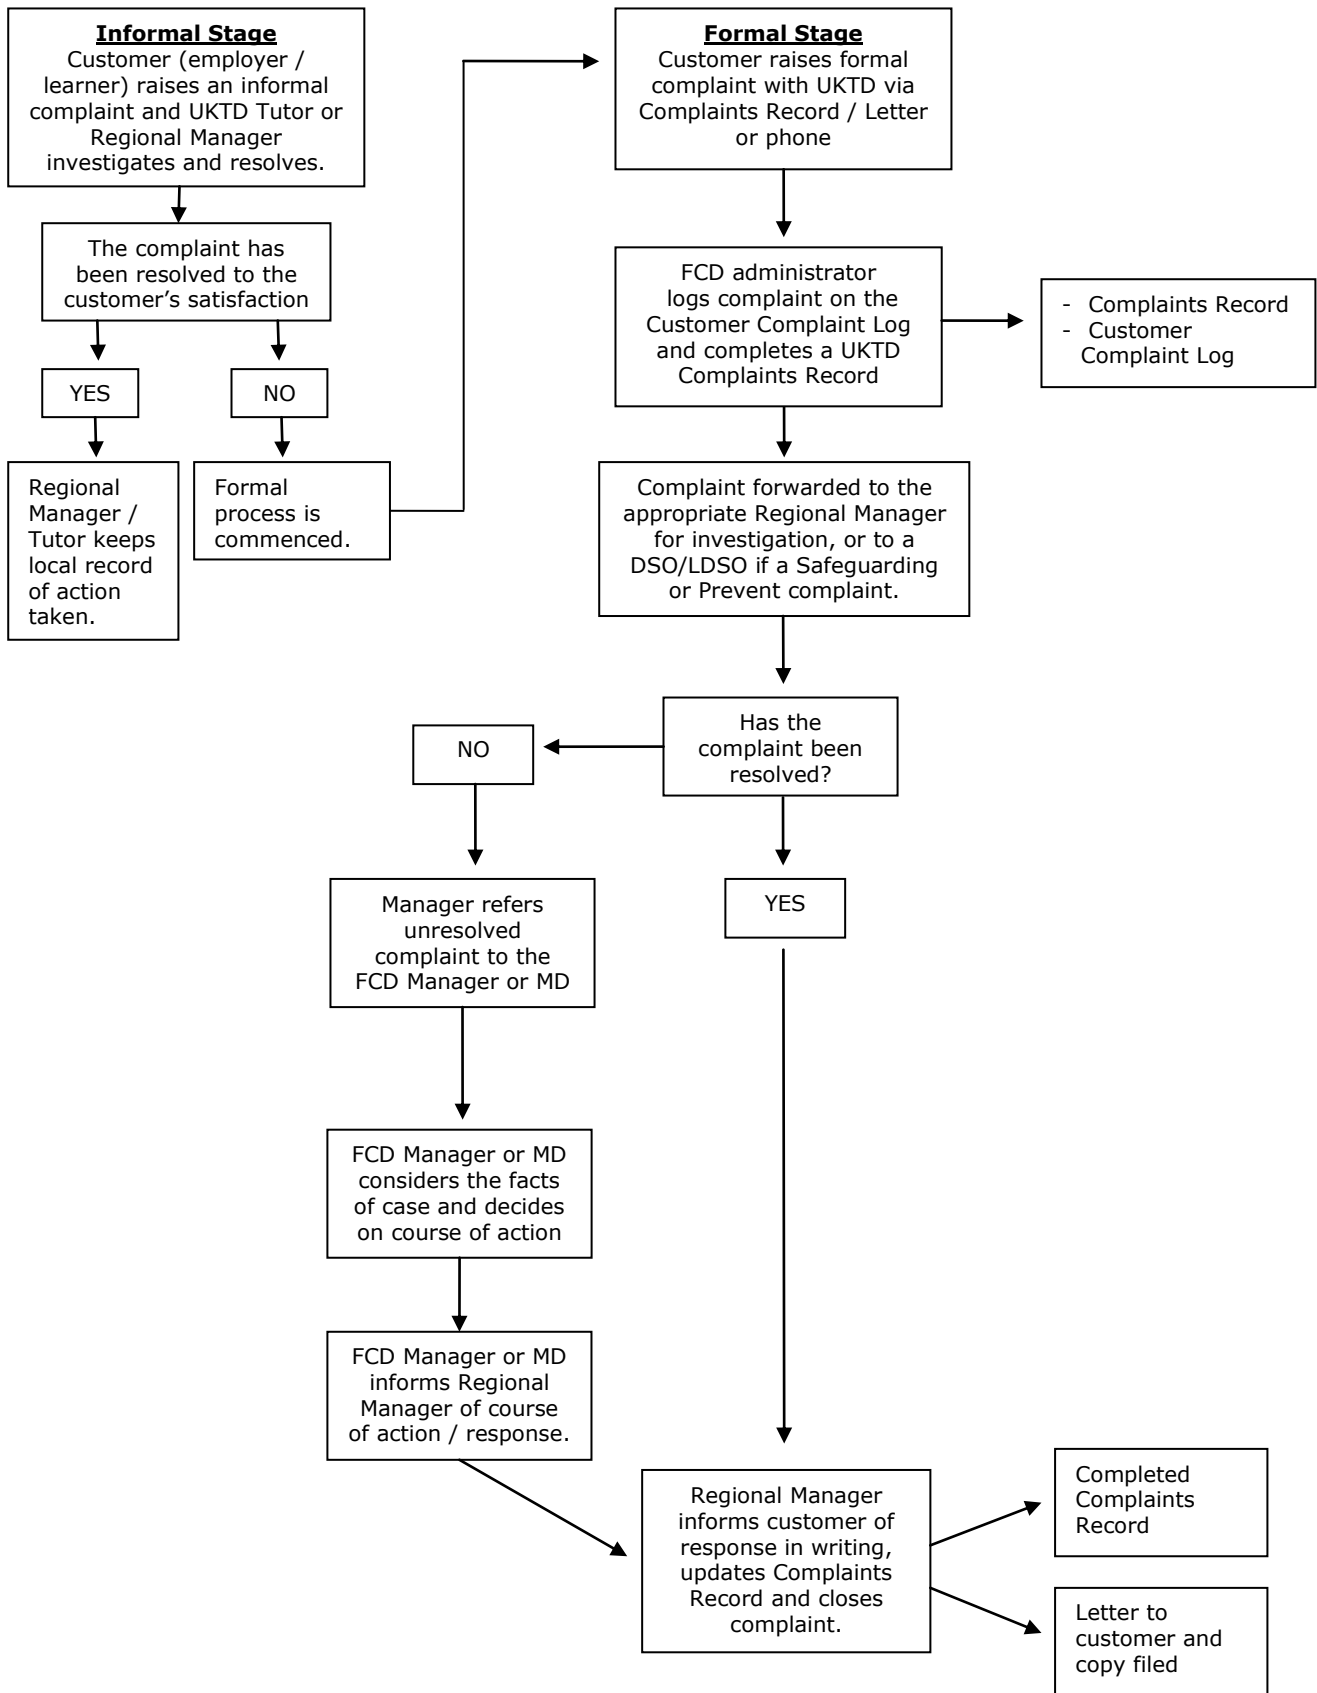 Informal Stage
Customer (employer /
learner) raises an informal
complaint and UKTD Tutor or
Regional Manager
investigates and resolves.
The complaint has
been resolved to the
customer’s satisfaction
YES
NO
Regional
Manager /
Tutor keeps
local record
of action
taken.
Formal
process is
commenced.
Formal Stage
Customer raises formal
complaint with UKTD via
Complaints Record / Letter
or phone
FCD administrator
logs complaint on the
Customer Complaint Log
and completes a UKTD
Complaints Record
- Complaints Record
- Customer
Complaint Log
Complaint forwarded to the
appropriate Regional Manager
for investigation, or to a
DSO/LDSO if a Safeguarding
or Prevent complaint.
Has the
complaint been
resolved?
NO
YES
Manager refers
unresolved
complaint to the
FCD Manager or MD
FCD Manager or MD
considers the facts
of case and decides
on course of action
FCD Manager or MD
informs Regional
Manager of course
of action / response.
Regional Manager
informs customer of
response in writing,
updates Complaints
Record and closes
complaint.
Completed
Complaints
Record
Letter to
customer and
copy filed